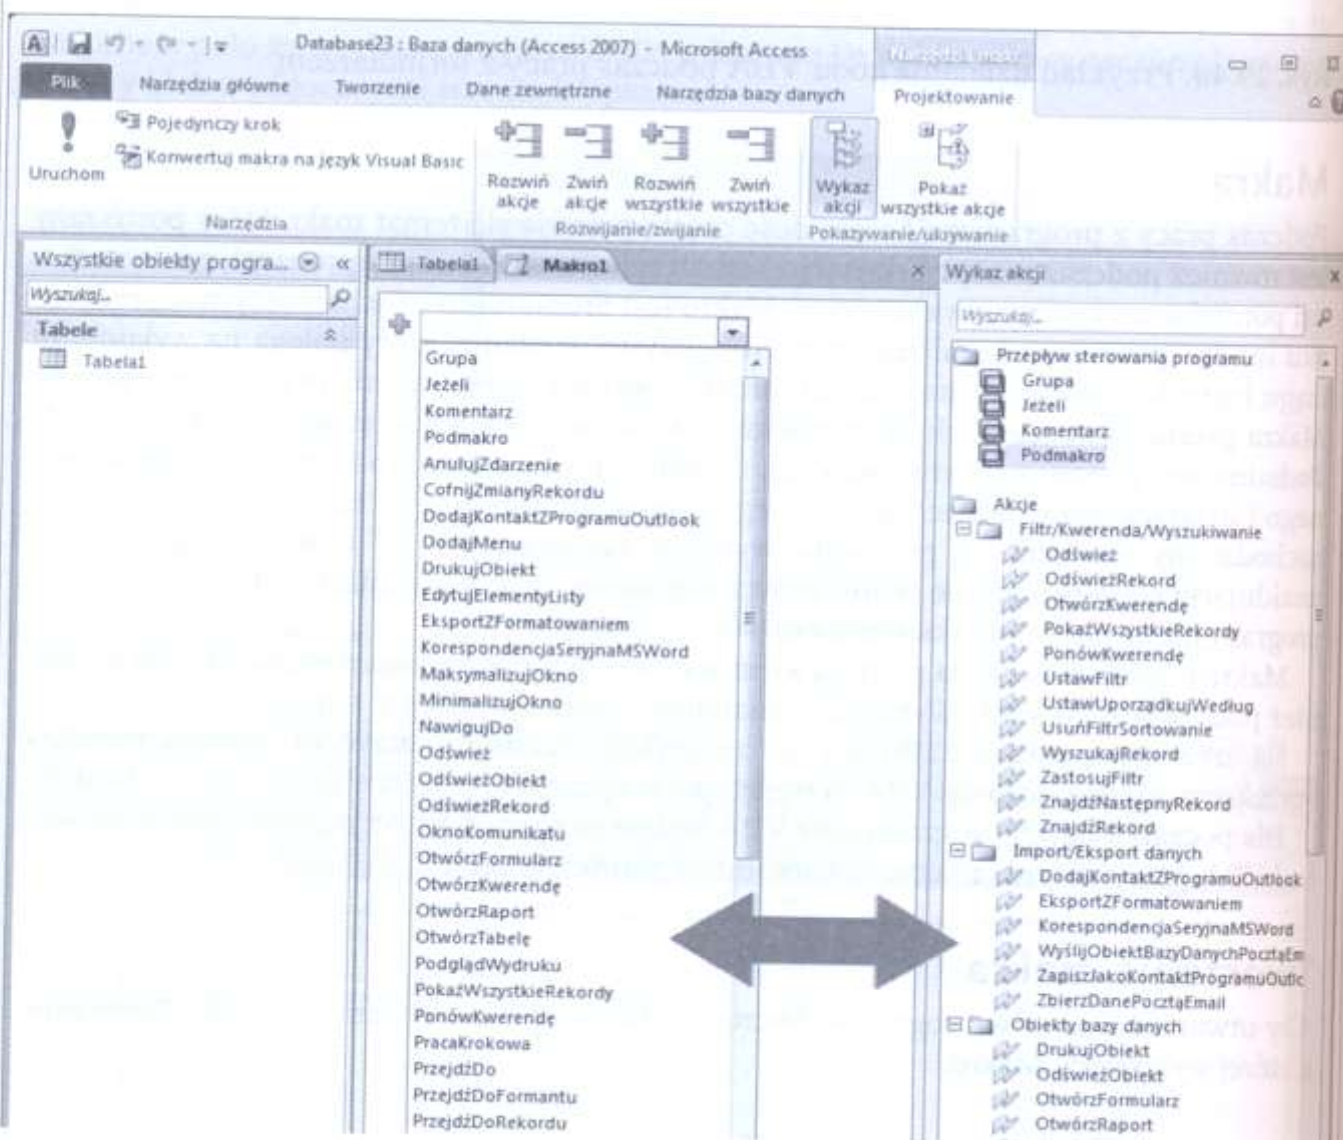 Database23 : Baza danych (Access 2007) - Microsoft Access
Plik
Narzędzia główne
Tworzenie
Dane zewnętrzne
Narzędzia bazy danych
Projektowanie
Uruchom
Pojedynczy krok
Konwertuj makra na język Visual Basic
Narzędzia
Rozwiń akcje
Zwiń akcje
Rozwiń wszystkie
Zwiń wszystkie
Rozwijanie/zwijanie
Wykaz akcji
Pokaż wszystkie akcje
Pokazywanie/ukrywanie
Wszystkie obiekty progra...
Wyszukaj...
Tabele
Tabela1
Tabela1
Makro1
Grupa
Jeżeli
Komentarz
Podmakro
AnulujZdarzenie
CofnijZmianyRekordu
DodajKontaktZProgramuOutlook
DodajMenu
DrukujObiekt
EdytujElementyListy
EksportZFormatowaniem
KorespondencjaSeryjnaMSWord
MaksymalizujOkno
MinimalizujOkno
NawigujDo
Odśwież
OdświeżObiekt
OdświeżRekord
OknoKomunikatu
OtwórzFormularz
OtwórzKwerendę
OtwórzRaport
OtwórzTabelę
PodglądWydruku
PokażWszystkieRekordy
PonówKwerendę
PracaKrokowa
PrzejdźDo
PrzejdźDoFormantu
PrzejdźDoRekordu
Wykaz akcji
Wyszukaj...
Przepływ sterowania programu
Grupa
Jeżeli
Komentarz
Podmakro
Akcje
Filtr/Kwerenda/Wyszukiwanie
Odśwież
OdświeżRekord
OtwórzKwerendę
PokażWszystkieRekordy
PonówKwerendę
UstawFiltr
UstawUporządkujWedług
UsuńFiltrSortowanie
WyszukajRekord
ZastosujFiltr
ZnajdźNastępnyRekord
ZnajdźRekord
Import/Eksport danych
DodajKontaktZProgramuOutlook
EksportZFormatowaniem
KorespondencjaSeryjnaMSWord
WyślijObiektBazyDanychPocztąEm
ZapiszJakoKontaktProgramuOutlc
ZbierzDanePocztąEmail
Obiekty bazy danych
DrukujObiekt
OdświeżObiekt
OtwórzFormularz
OtwórzRaport